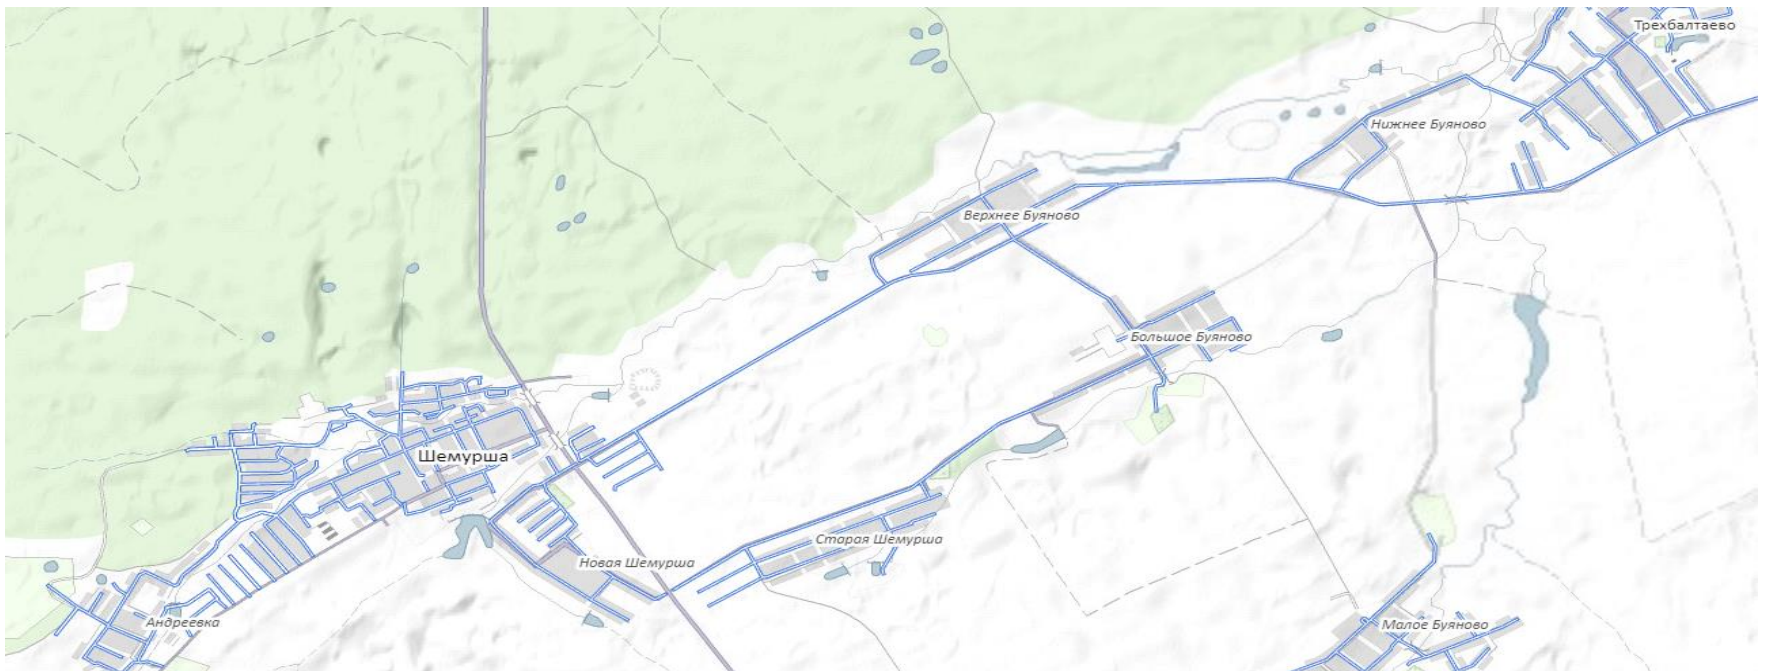 Трехбалтаево
Нижнее Буяново
Верхнее Буяново
Большое Буяново
Шемурша
Старая Шемурша
Новая Шемурша
Андреевка
Малое Буяново